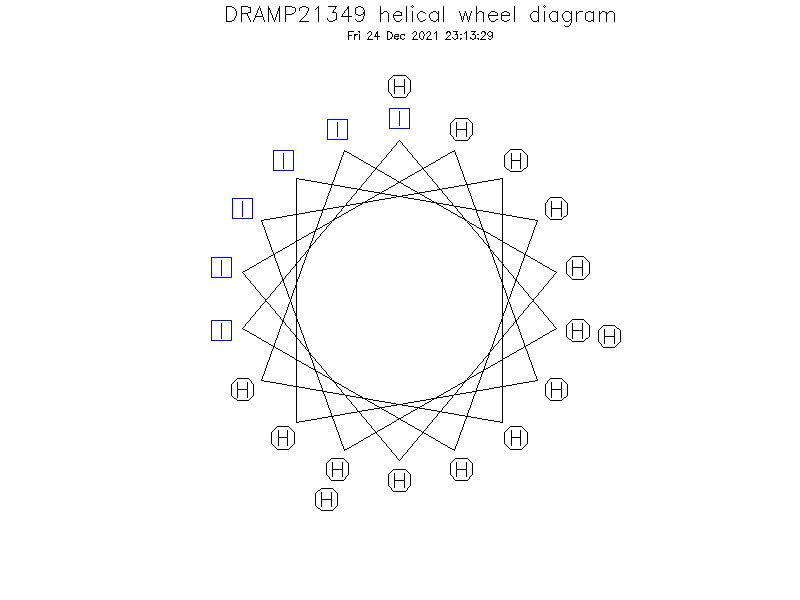 DRAMP21349 helical wheel diagram
Fri 24 Dec 2021 23:13:29
H
I
I H
I H
I H
I H
I H H
H H
H H
H H H
H